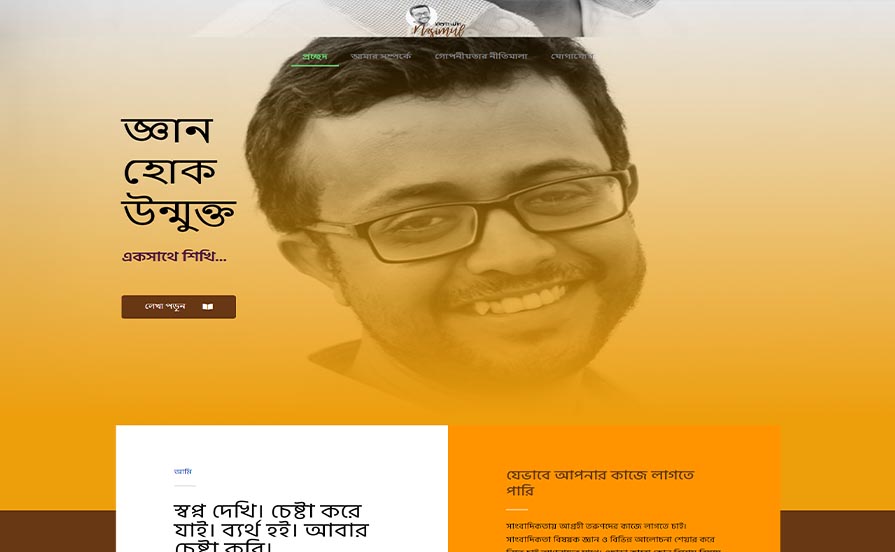 Nasimul
প্রচ্ছেদ আমার সম্পর্কে গোপনীয়তার নীতিমালা যোগাযোগ
জ্ঞান
হোক
উন্মুক্ত
একসাথে শিখি...
লেখা পড়ুন
আমি
স্বপ্ন দেখি। চেষ্টা করে
যাই। ব্যর্থ হই। আবার
চেষ্টা করি।
যেভাবে আপনার কাজে লাগতে
পারি
সাংবাদিকতায় আগ্রহী তরুণদের কাজে লাগতে চাই।
সাংবাদিকতা বিষয়ক জ্ঞান ও বিভিন্ন আলোচনা শেয়ার করে